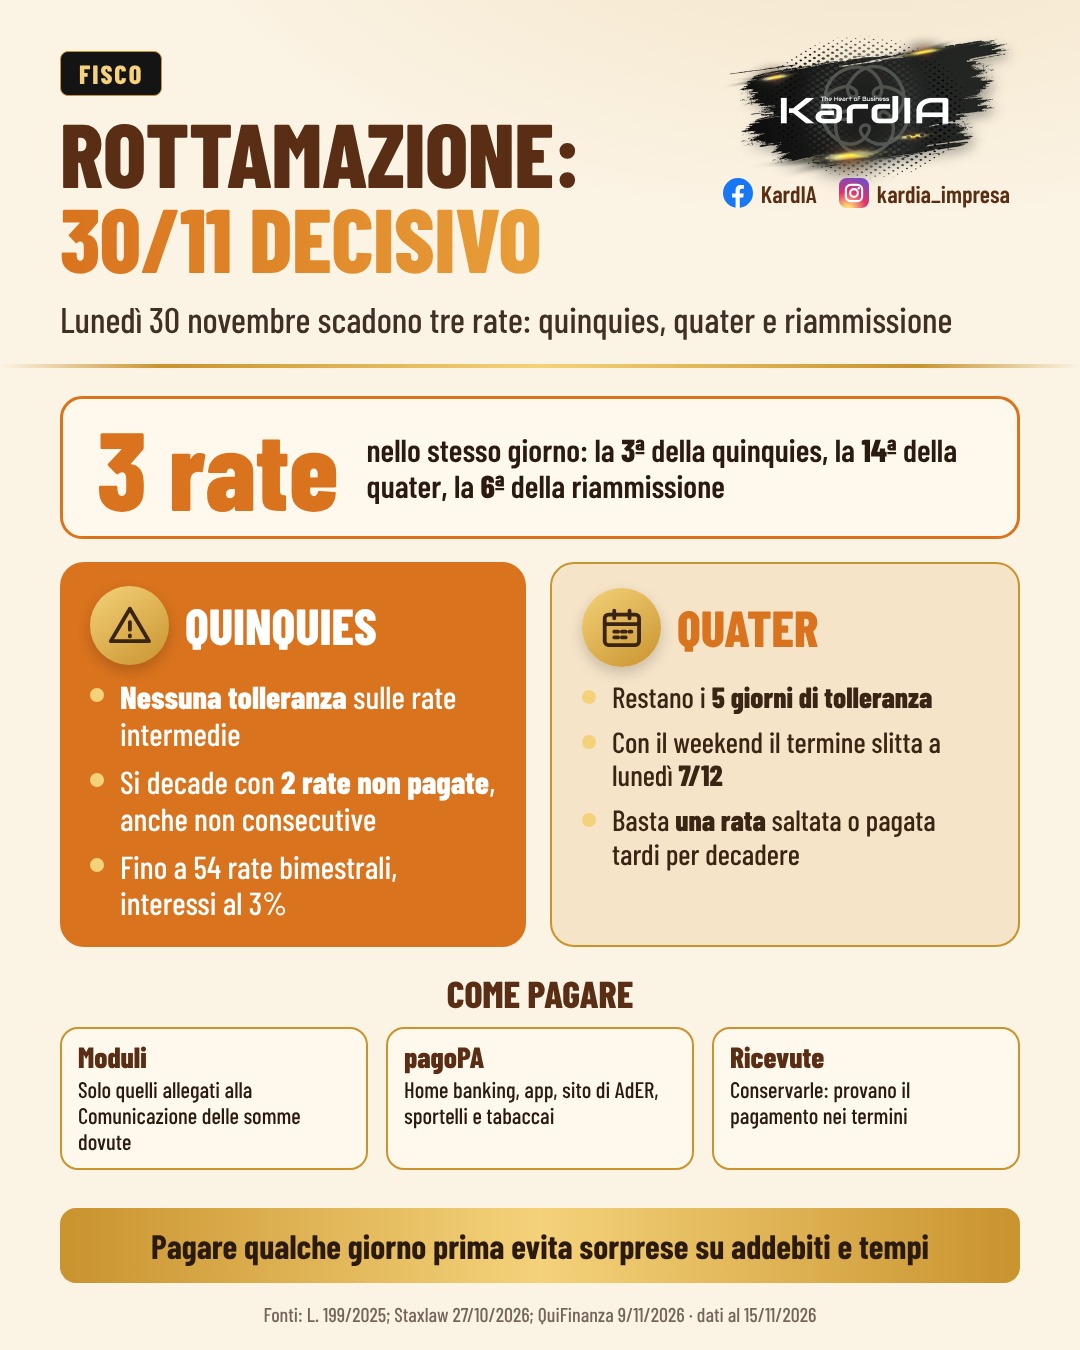 FISCO
The Heart of Business
KardIA
ROTTAMAZIONE:
30/11 DECISIVO
KardIA
kardia_impresa
Lunedì 30 novembre scadono tre rate: quinquies, quater e riammissione
3 rate
nello stesso giorno: la 3ª della quinquies, la 14ª della
quater, la 6ª della riammissione
QUINQUIES
Nessuna tolleranza sulle rate
intermedie
Si decade con 2 rate non pagate,
anche non consecutive
Fino a 54 rate bimestrali,
interessi al 3%
QUATER
Restano i 5 giorni di tolleranza
Con il weekend il termine slitta a
lunedì 7/12
Basta una rata saltata o pagata
tardi per decadere
COME PAGARE
Moduli
Solo quelli allegati alla
Comunicazione delle somme
dovute
pagoPA
Home banking, app, sito di AdER,
sportelli e tabaccai
Ricevute
Conservarle: provano il
pagamento nei termini
Pagare qualche giorno prima evita sorprese su addebiti e tempi
Fonti: L. 199/2025; Staxlaw 27/10/2026; QuiFinanza 9/11/2026 · dati al 15/11/2026